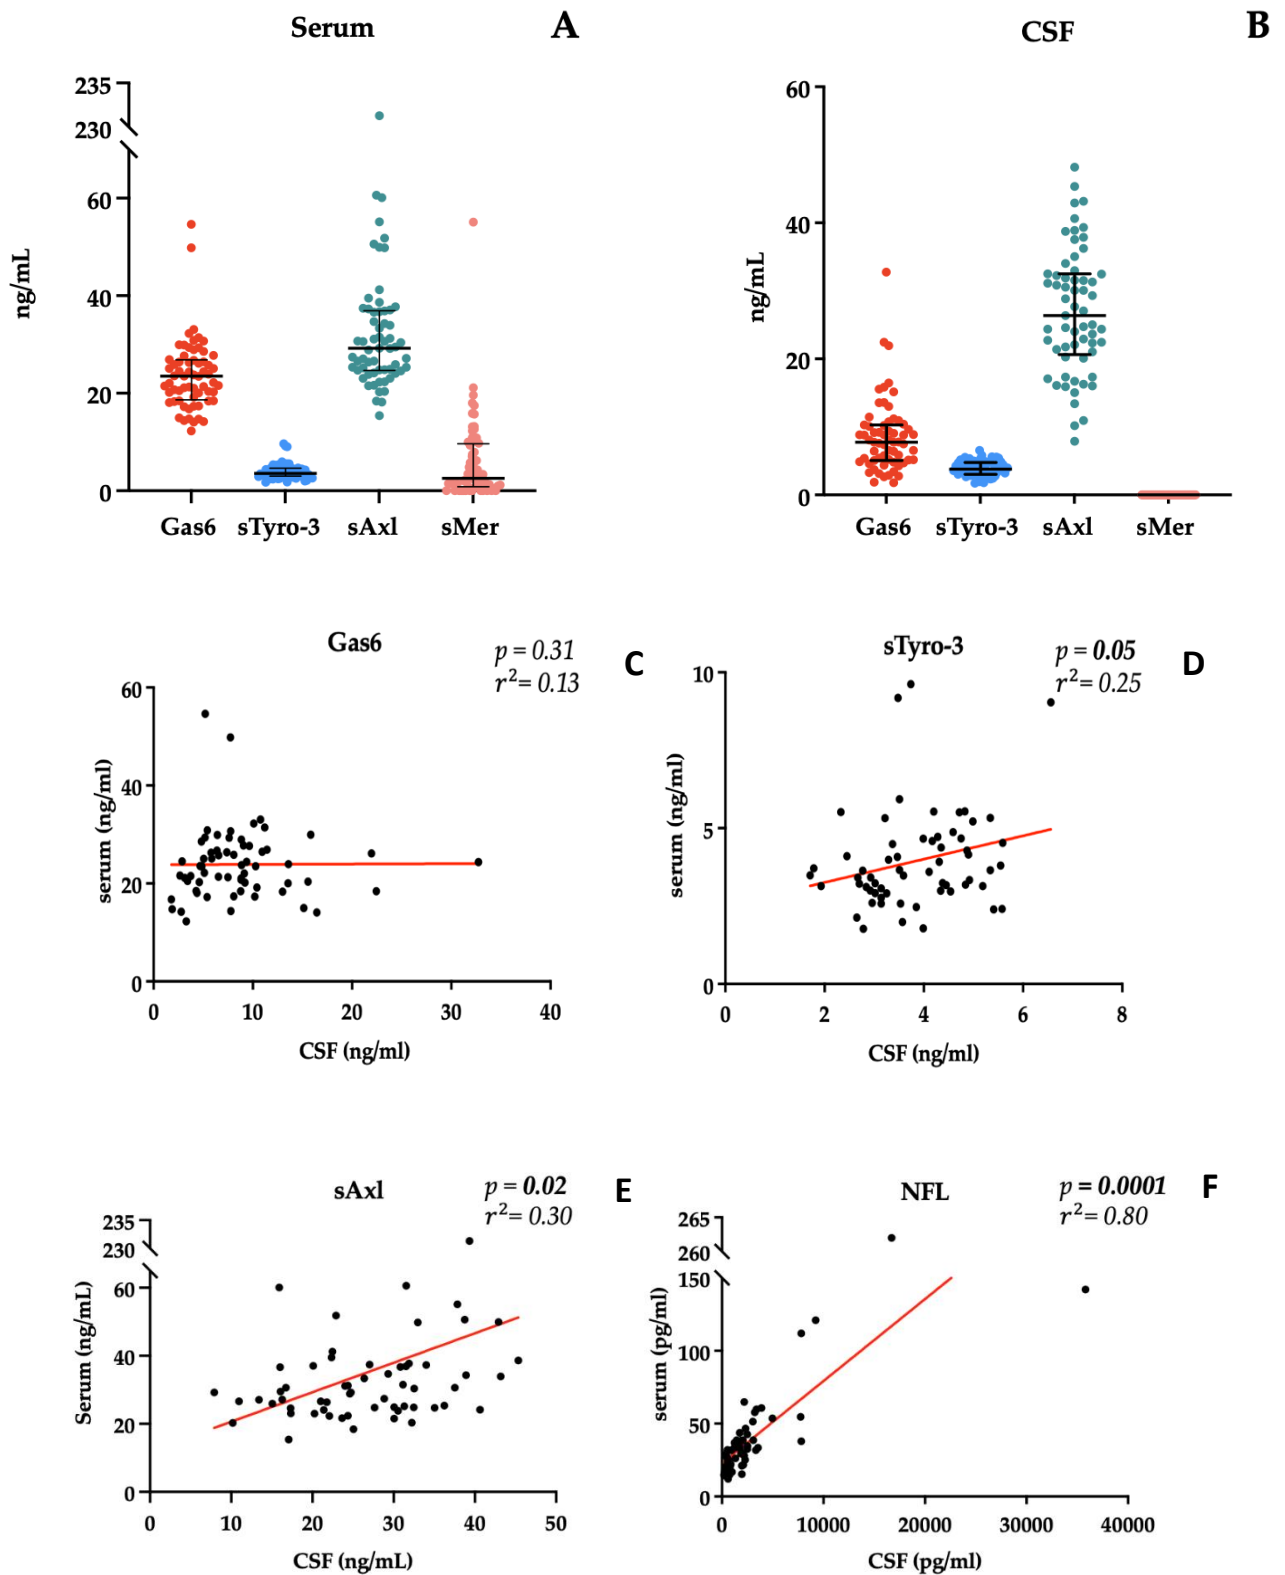 Serum
A
235
230
60
40
20
0
ng/mL
Gas6 sTyro-3 sAxl sMer
CSF
B
60
40
20
0
ng/mL
Gas6 sTyro-3 sAxl sMer
Gas6
p = 0.31
r²= 0.13
C
60
40
20
0
serum (ng/ml)
0 10 20 30 40
CSF (ng/ml)
sTyro-3
p = 0.05
r²= 0.25
D
10
5
0
serum (ng/ml)
0 2 4 6 8
CSF (ng/ml)
sAxl
p = 0.02
r²= 0.30
E
235
230
60
40
20
0
Serum (ng/mL)
0 10 20 30 40 50
CSF (ng/mL)
NFL
p = 0.0001
r²= 0.80
F
265
260
150
100
50
0
serum (pg/ml)
0 10000 20000 30000 40000
CSF (pg/ml)